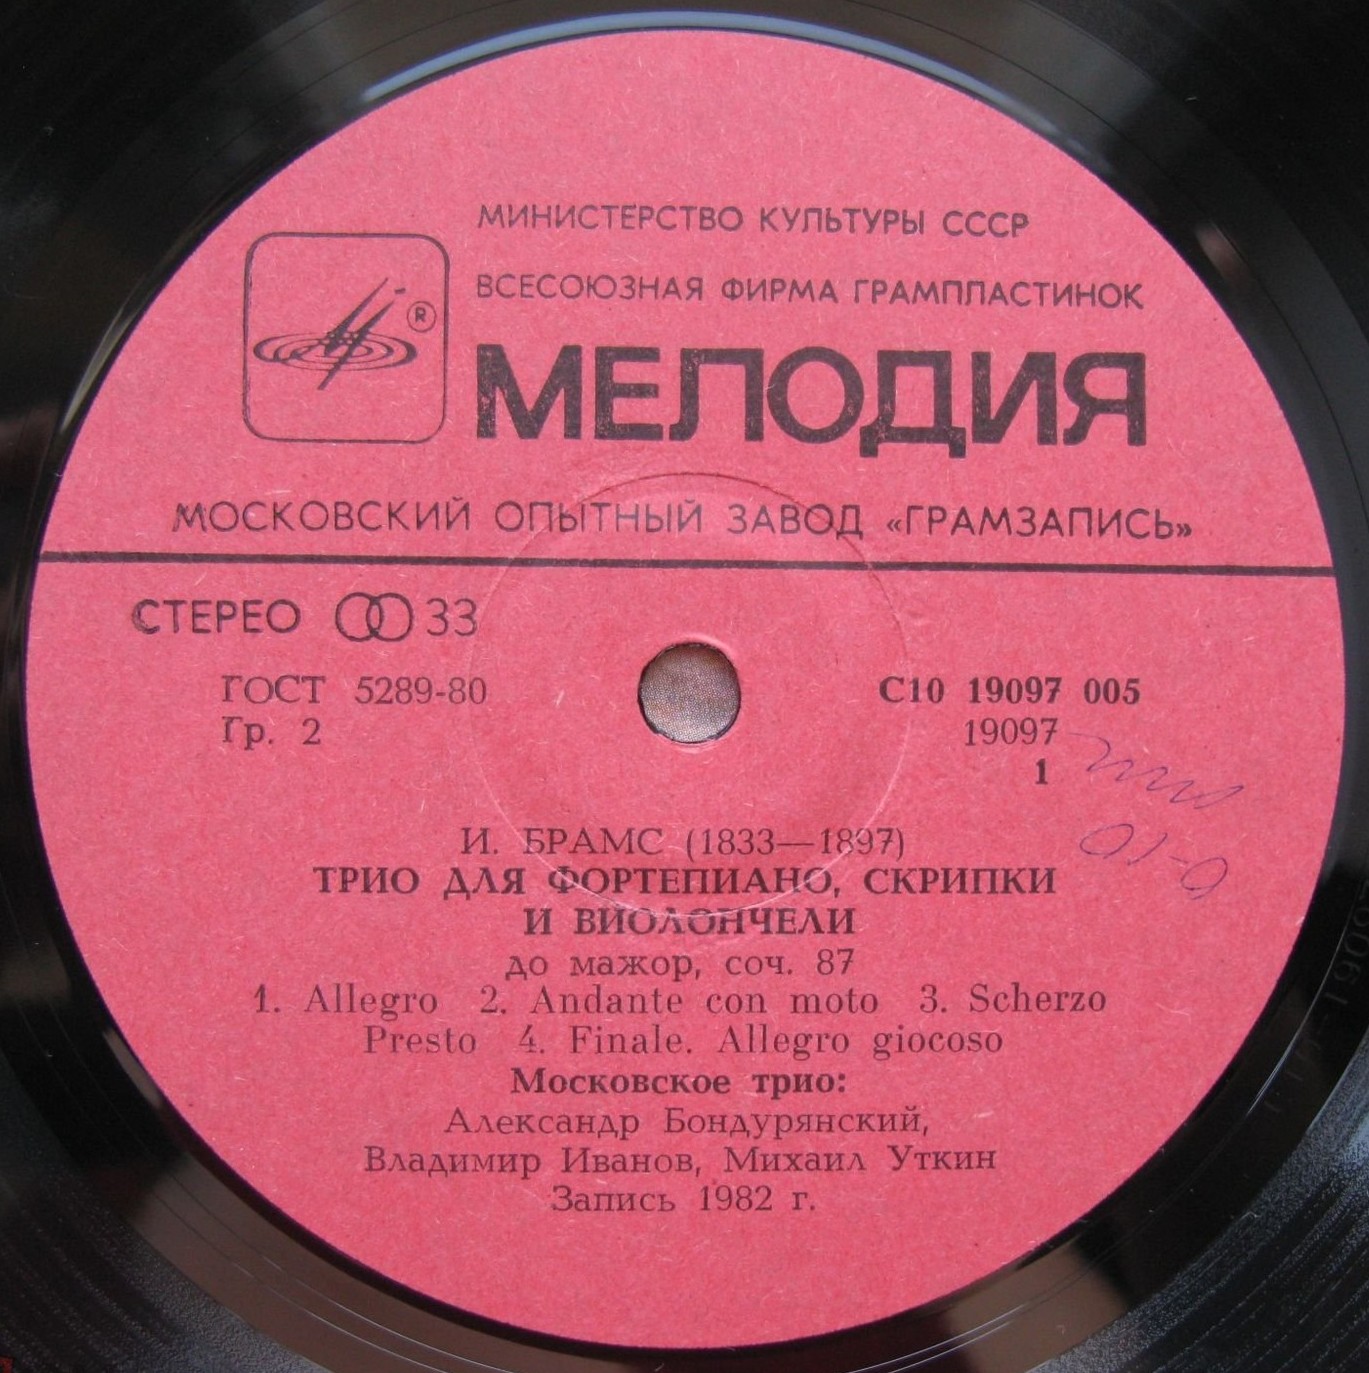 МИНИСТЕРСТВО КУЛЬТУРЫ СССР
ВСЕСОЮЗНАЯ ФИРМА ГРАМПЛАСТИНОК
®
МЕЛОДИЯ
МОСКОВСКИЙ ОПЫТНЫЙ ЗАВОД «ГРАМЗАПИСЬ»
СТЕРЕО 33
ГОСТ 5289-80
Гр. 2
С10 19097 005
19097
1
И. БРАМС (1833—1897)
ТРИО ДЛЯ ФОРТЕПИАНО, СКРИПКИ
И ВИОЛОНЧЕЛИ
до мажор, соч. 87
1. Allegro 2. Andante con moto 3. Scherzo
Presto 4. Finale. Allegro giocoso
Московское трио:
Александр Бондурянский,
Владимир Иванов, Михаил Уткин
Запись 1982 г.